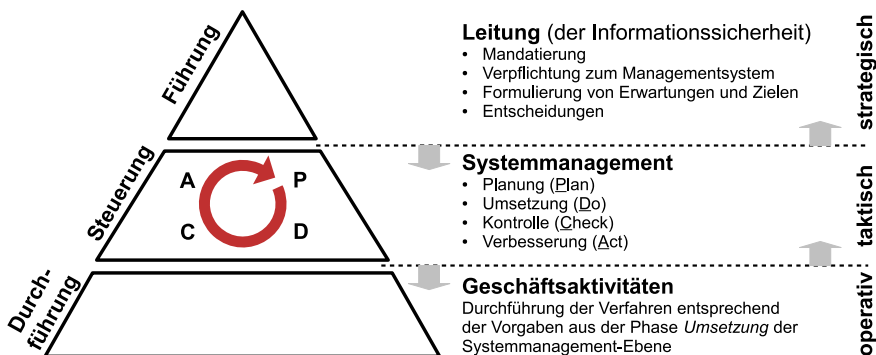 Führung
Leitung (der Informationssicherheit)
• Mandatierung
• Verpflichtung zum Managementsystem
• Formulierung von Erwartungen und Zielen
• Entscheidungen
strategisch
Steuerung
A P
C D
Systemmanagement
• Planung (Plan)
• Umsetzung (Do)
• Kontrolle (Check)
• Verbesserung (Act)
taktisch
Durch-
führung
Geschäftsaktivitäten
Durchführung der Verfahren entsprechend
der Vorgaben aus der Phase Umsetzung der
Systemmanagement-Ebene
operativ